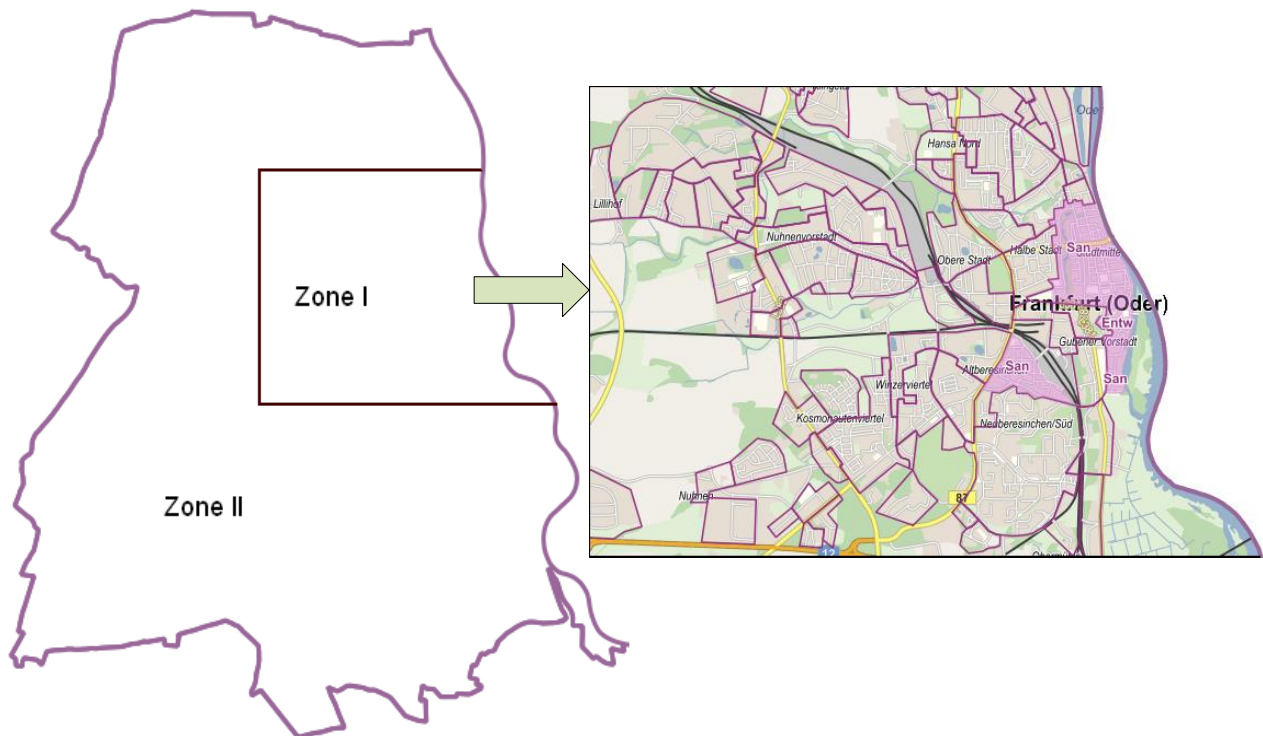 Zone I
Zone II
Oder
Hansa Nord
Lillihof
Nuhnenvorstadt
Obere Stadt
Halbe Stadt
San
Stadtmitte
Frankfurt (Oder)
Entw
Gubener Vorstadt
San
Altberesinchen
San
Winzerviertel
Kosmonautenviertel
Neuberesinchen/Süd
Nuhnen
87
12